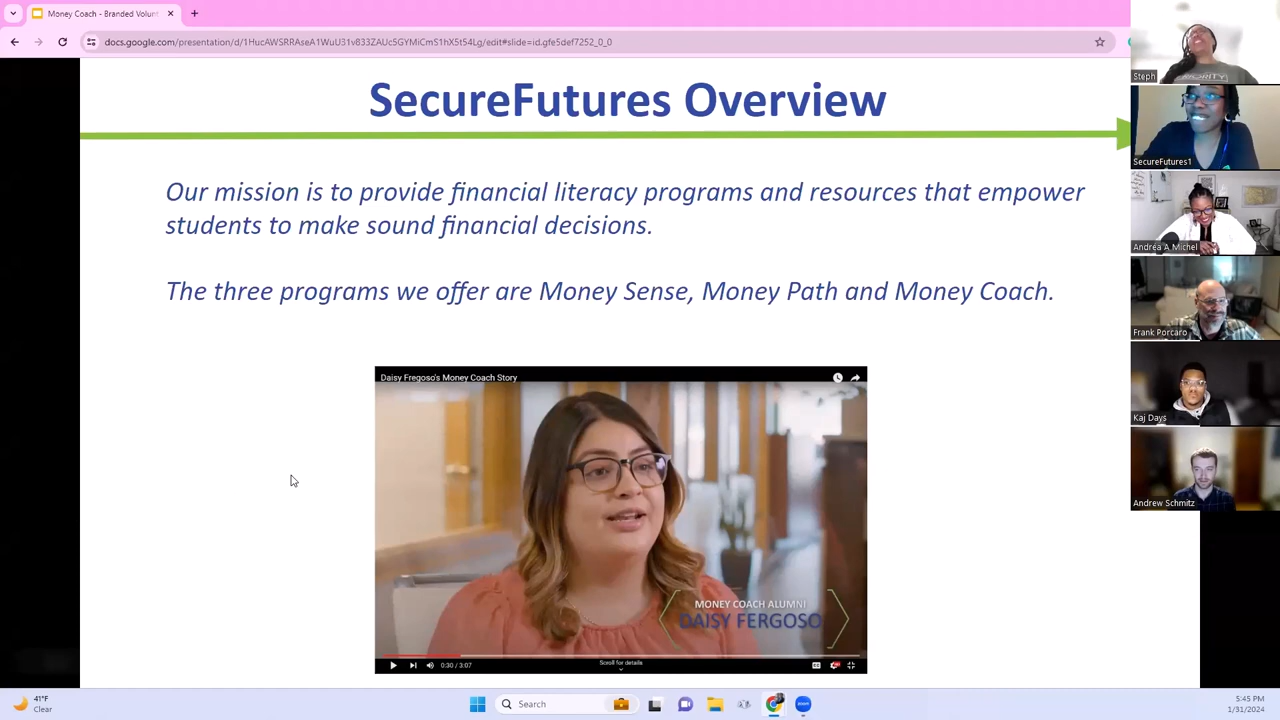 Money Coach - Branded Volunt
docs.google.com/presentation/d/1HucAWSRRAseA1WuU31v833ZAUc5GYMiCmS1hX5t54Lg/edit#slide=id.gfe5def7252_0_0
SecureFutures Overview
Our mission is to provide financial literacy programs and resources that empower
students to make sound financial decisions.
The three programs we offer are Money Sense, Money Path and Money Coach.
Daisy Fregoso's Money Coach Story
MONEY COACH ALUMNI
DAISY FERGOSO
0:30 / 3:07
Scroll for details
Steph
SecureFutures1
Andréa A Michel
Frank Porcaro
Kaj Days
Andrew Schmitz
41°F
Clear
Search
zoom
5:45 PM
1/31/2024